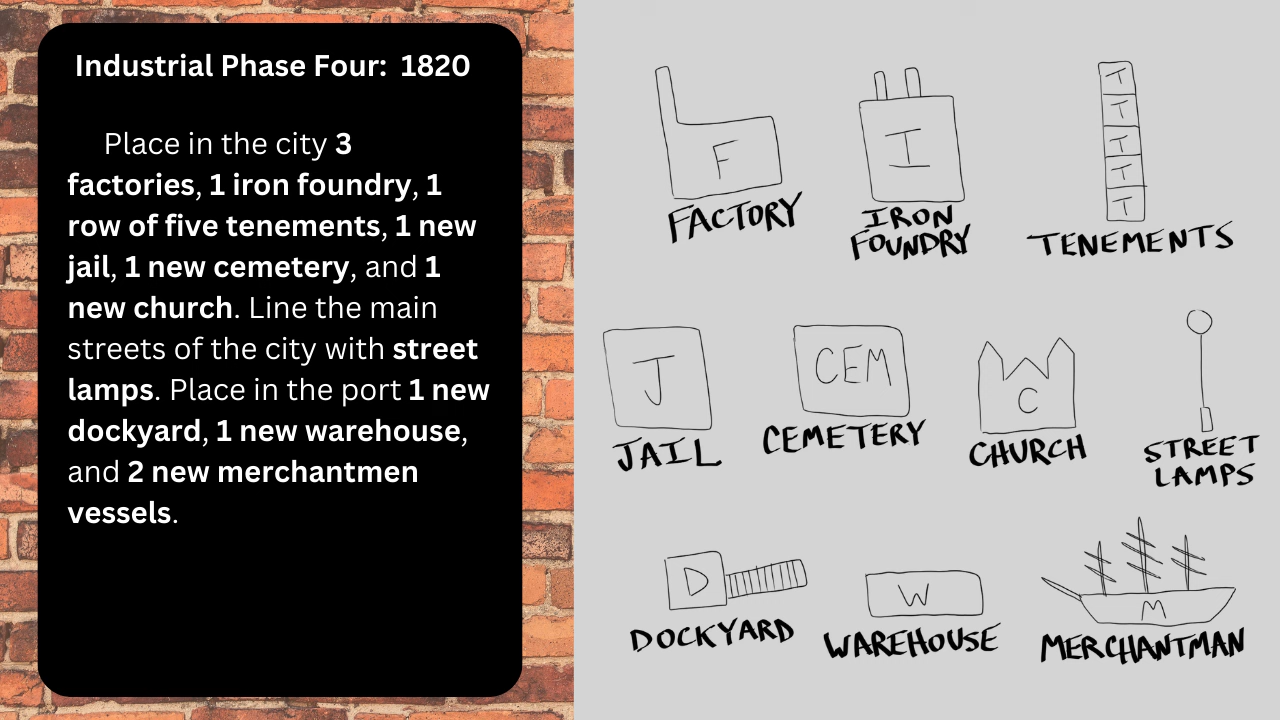 Industrial Phase Four: 1820
Place in the city 3
factories, 1 iron foundry, 1
row of five tenements, 1 new
jail, 1 new cemetery, and 1
new church. Line the main
streets of the city with street
lamps. Place in the port 1 new
dockyard, 1 new warehouse,
and 2 new merchantmen
vessels.
F
FACTORY
I
IRON
FOUNDRY
T
T
T
T
T
TENEMENTS
J
JAIL
CEM
CEMETERY
C
CHURCH
STREET
LAMPS
D
DOCKYARD
W
WAREHOUSE
M
MERCHANTMAN